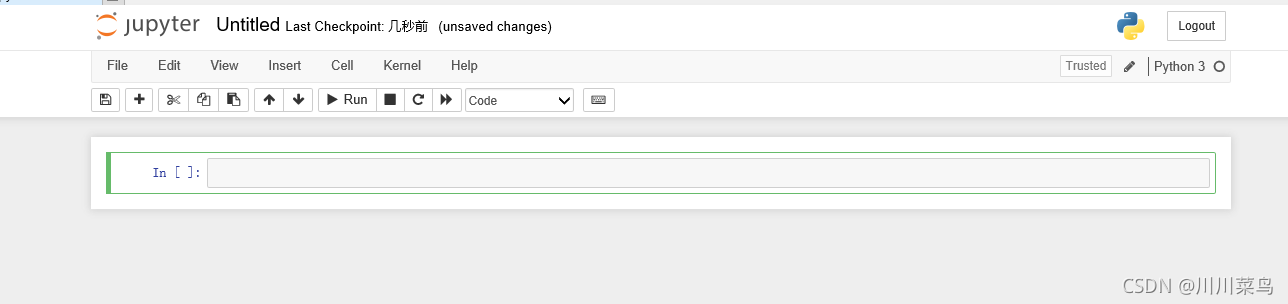 jupyter Untitled Last Checkpoint: 几秒前 (unsaved changes) Logout
File Edit View Insert Cell Kernel Help Trusted Python 3
Run Code
In [ ]:
CSDN @川川菜鸟